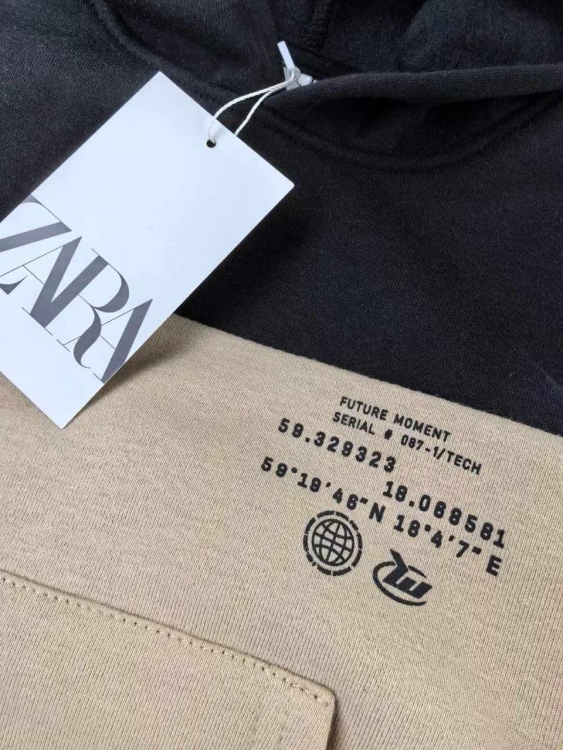 ZARA
FUTURE MOMENT
SERIAL # 087-1/TECH
59.329323
18.068581
59°19'46"N 18°4'7"E